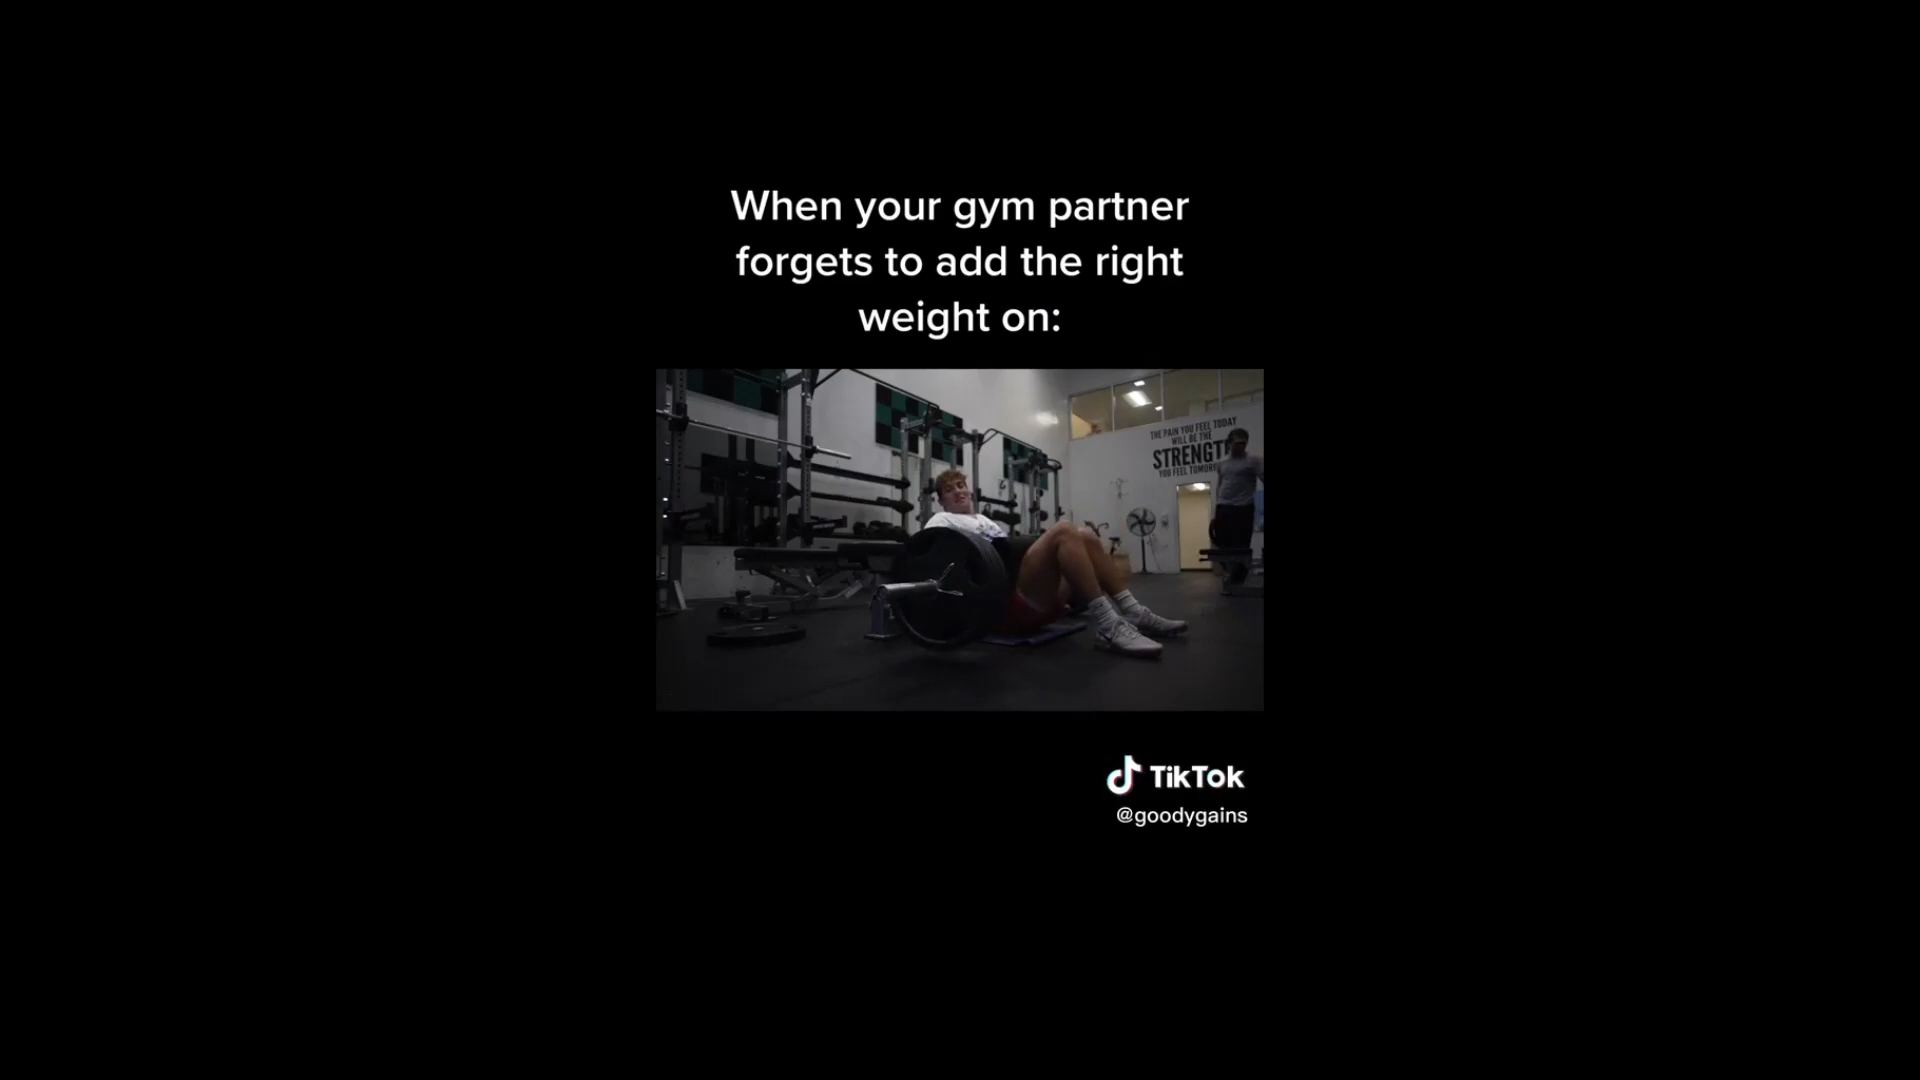 When your gym partner
forgets to add the right
weight on:
THE PAIN YOU FEEL TODAY
WILL BE THE
STRENGT
YOU FEEL TOMOR
TikTok
@goodygains